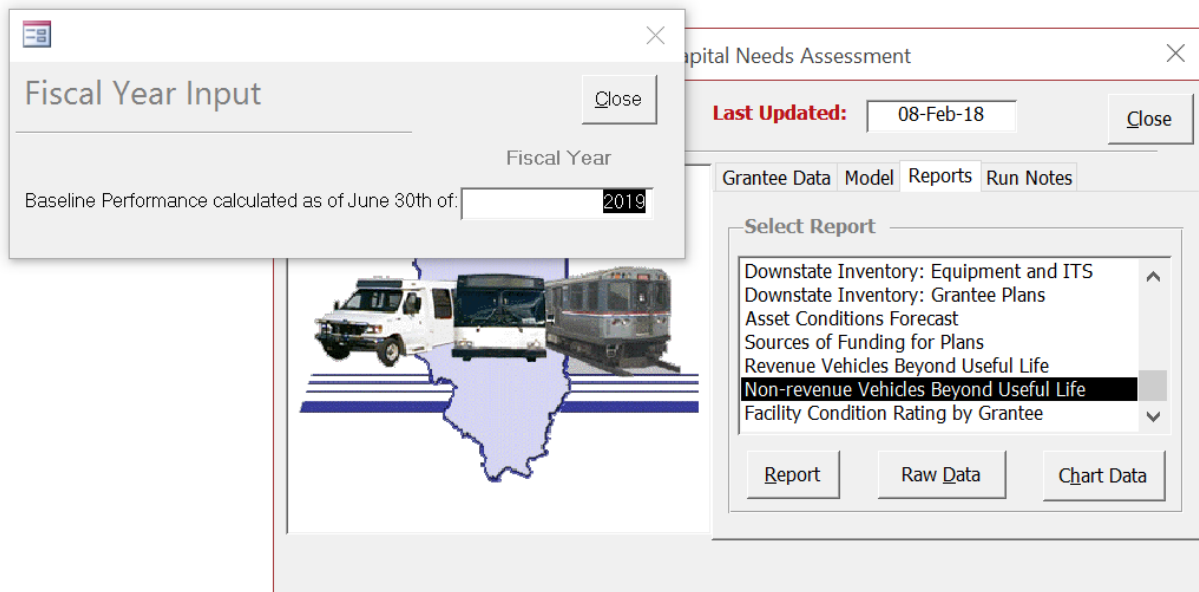 Fiscal Year Input
Close
Fiscal Year
Baseline Performance calculated as of June 30th of:
2019
apital Needs Assessment
Last Updated:
08-Feb-18
Close
Grantee Data
Model
Reports
Run Notes
Select Report
Downstate Inventory: Equipment and ITS
Downstate Inventory: Grantee Plans
Asset Conditions Forecast
Sources of Funding for Plans
Revenue Vehicles Beyond Useful Life
Non-revenue Vehicles Beyond Useful Life
Facility Condition Rating by Grantee
Report
Raw Data
Chart Data